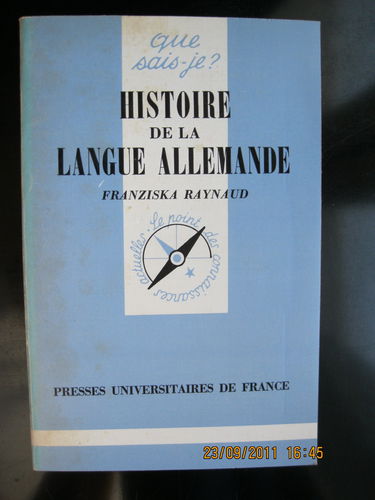 que
sais-je?
HISTOIRE
DE LA
LANGUE ALLEMANDE
FRANZISKA RAYNAUD
le point des connaissances actuelles
PRESSES UNIVERSITAIRES DE FRANCE
23/09/2011 16:45